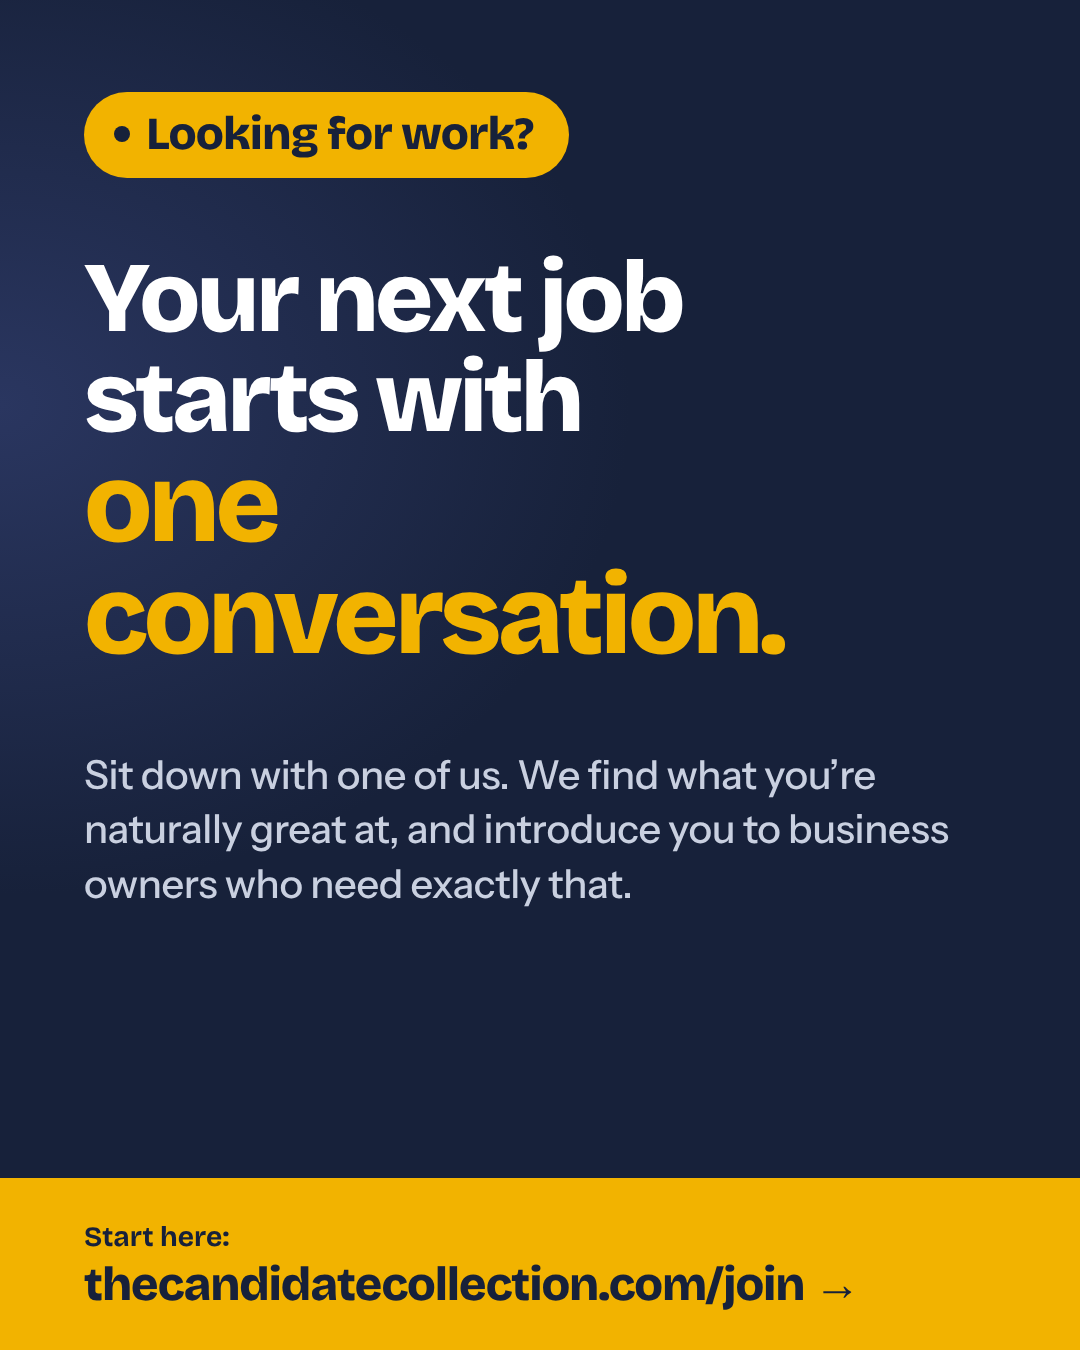 • Looking for work?
Your next job
starts with
one
conversation.
Sit down with one of us. We find what you’re
naturally great at, and introduce you to business
owners who need exactly that.
Start here:
thecandidatecollection.com/join →